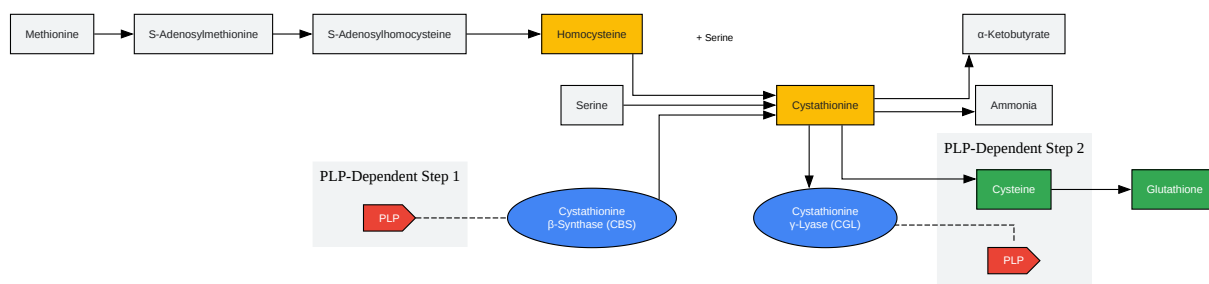 Methionine
S-Adenosylmethionine
S-Adenosylhomocysteine
Homocysteine
+ Serine
α-Ketobutyrate
Serine
Cystathionine
Ammonia
PLP-Dependent Step 1
PLP
Cystathionine
β-Synthase (CBS)
Cystathionine
γ-Lyase (CGL)
PLP-Dependent Step 2
Cysteine
Glutathione
PLP